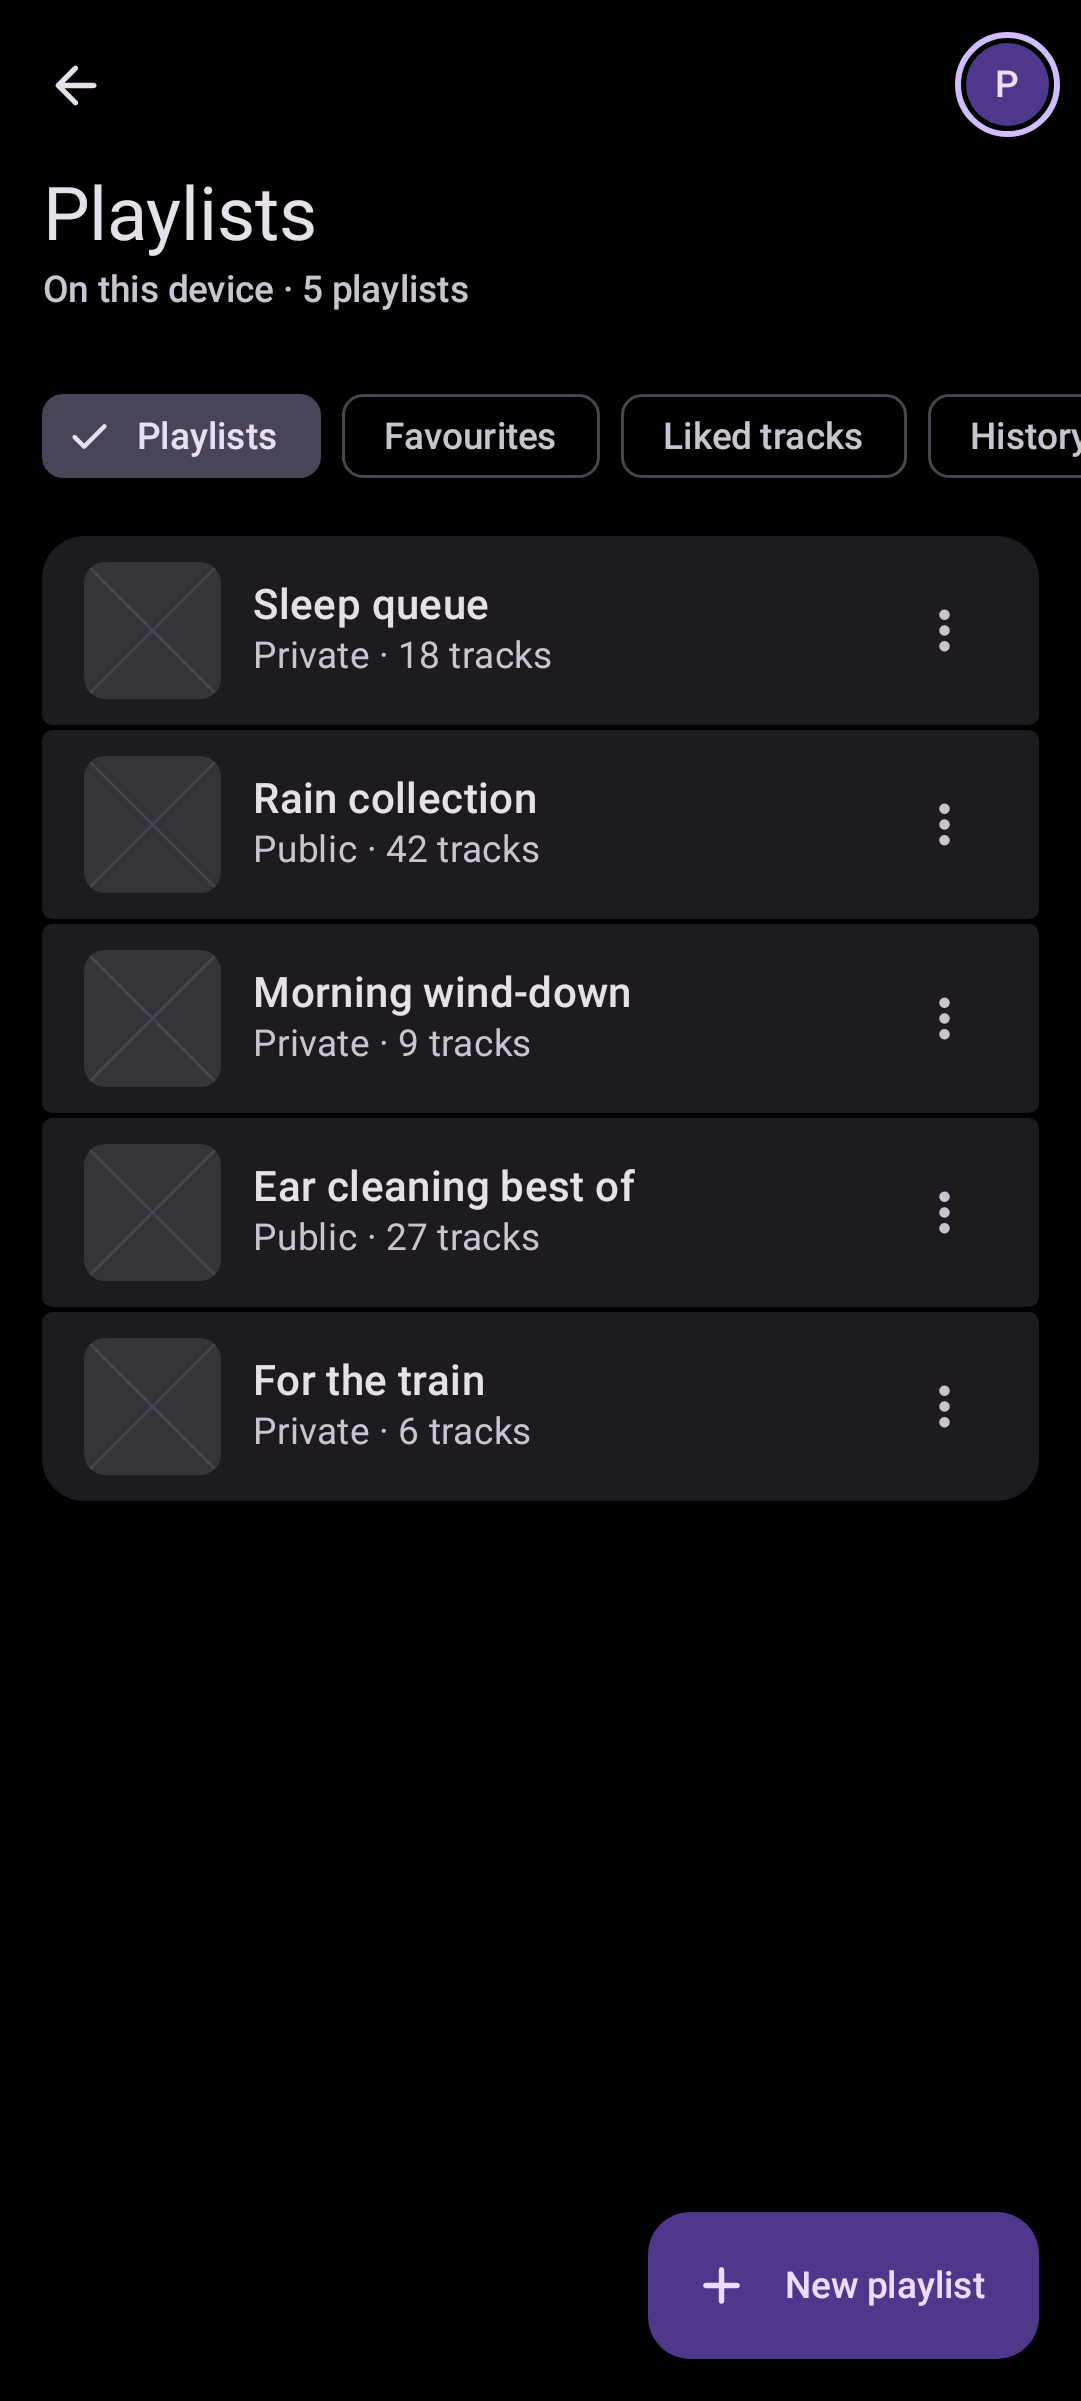 P
Playlists
On this device · 5 playlists
Playlists
Favourites
Liked tracks
History
Sleep queue
Private · 18 tracks
Rain collection
Public · 42 tracks
Morning wind-down
Private · 9 tracks
Ear cleaning best of
Public · 27 tracks
For the train
Private · 6 tracks
New playlist